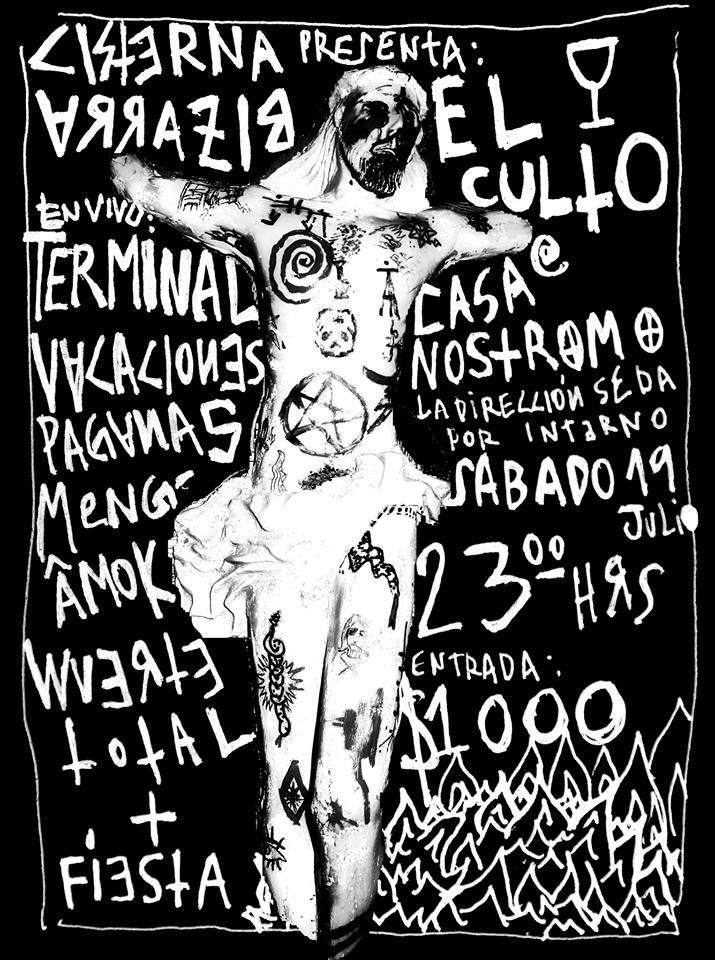 CISTERNA PRESENTA:
BIZARRA
EL
CULTO
EN VIVO:
TERMINAL
VACACIONES
PAGANAS
MENG-
ÂMOK
MUERTE
TOTAL
+
FIESTA
@
CASA
NOSTROMO
LA DIRECCIÓN SE DA
POR INTERNO
SABADO 19
JULIO
23:00 HRS
ENTRADA:
$1000